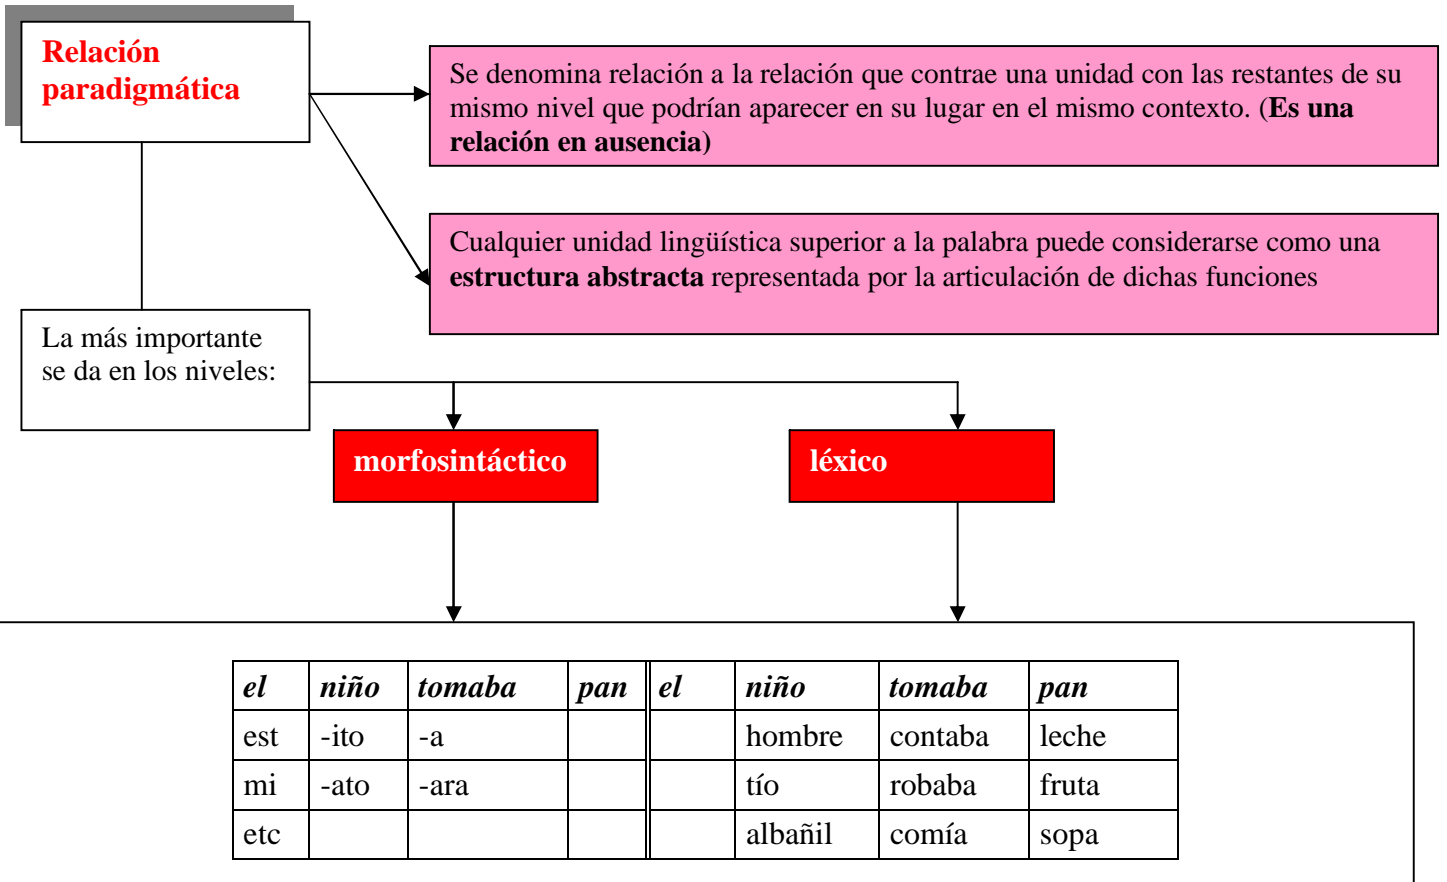 Relación
paradigmática
Se denomina relación a la relación que contrae una unidad con las restantes de su
mismo nivel que podrían aparecer en su lugar en el mismo contexto. (Es una
relación en ausencia)
Cualquier unidad lingüística superior a la palabra puede considerarse como una
estructura abstracta representada por la articulación de dichas funciones
La más importante
se da en los niveles:
morfosintáctico
léxico
el niño tomaba pan el niño tomaba pan
est -ito -a hombre contaba leche
mi -ato -ara tío robaba fruta
etc albañil comía sopa